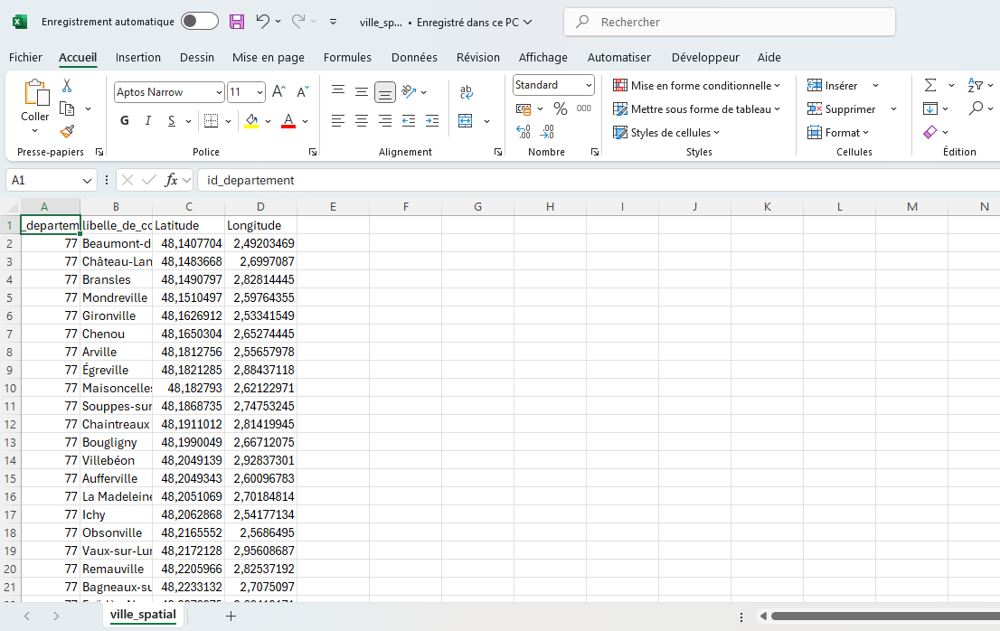 Enregistrement automatique ville_sp... • Enregistré dans ce PC Rechercher
Fichier Accueil Insertion Dessin Mise en page Formules Données Révision Affichage Automatiser Développeur Aide
Coller Aptos Narrow 11 A A ab c Standard Mise en forme conditionnelle Insérer
G I S A % 000 Mettre sous forme de tableau Supprimer
Styles de cellules Format
Presse-papiers Police Alignement Nombre Styles Cellules Édition
A1 fx id_departement
A B C D E F G H I J K L M N
1 _departem libelle_de_co Latitude Longitude
2 77 Beaumont-d 48,1407704 2,49203469
3 77 Château-Lan 48,1483668 2,6997087
4 77 Bransles 48,1490797 2,82814445
5 77 Mondreville 48,1510497 2,59764355
6 77 Gironville 48,1626912 2,53341549
7 77 Chenou 48,1650304 2,65274445
8 77 Arville 48,1812756 2,55657978
9 77 Égreville 48,1821285 2,88437118
10 77 Maisoncelles 48,182793 2,62122971
11 77 Souppes-sur 48,1868735 2,74753245
12 77 Chaintreaux 48,1911012 2,81419945
13 77 Bougligny 48,1990049 2,66712075
14 77 Villebéon 48,2049139 2,92837301
15 77 Aufferville 48,2049343 2,60096783
16 77 La Madeleine 48,2051069 2,70184814
17 77 Ichy 48,2062868 2,54177134
18 77 Obsonville 48,2165552 2,5686495
19 77 Vaux-sur-Lun 48,2172128 2,95608687
20 77 Remauville 48,2205966 2,82537192
21 77 Bagneaux-su 48,2233132 2,7075097
ville_spatial